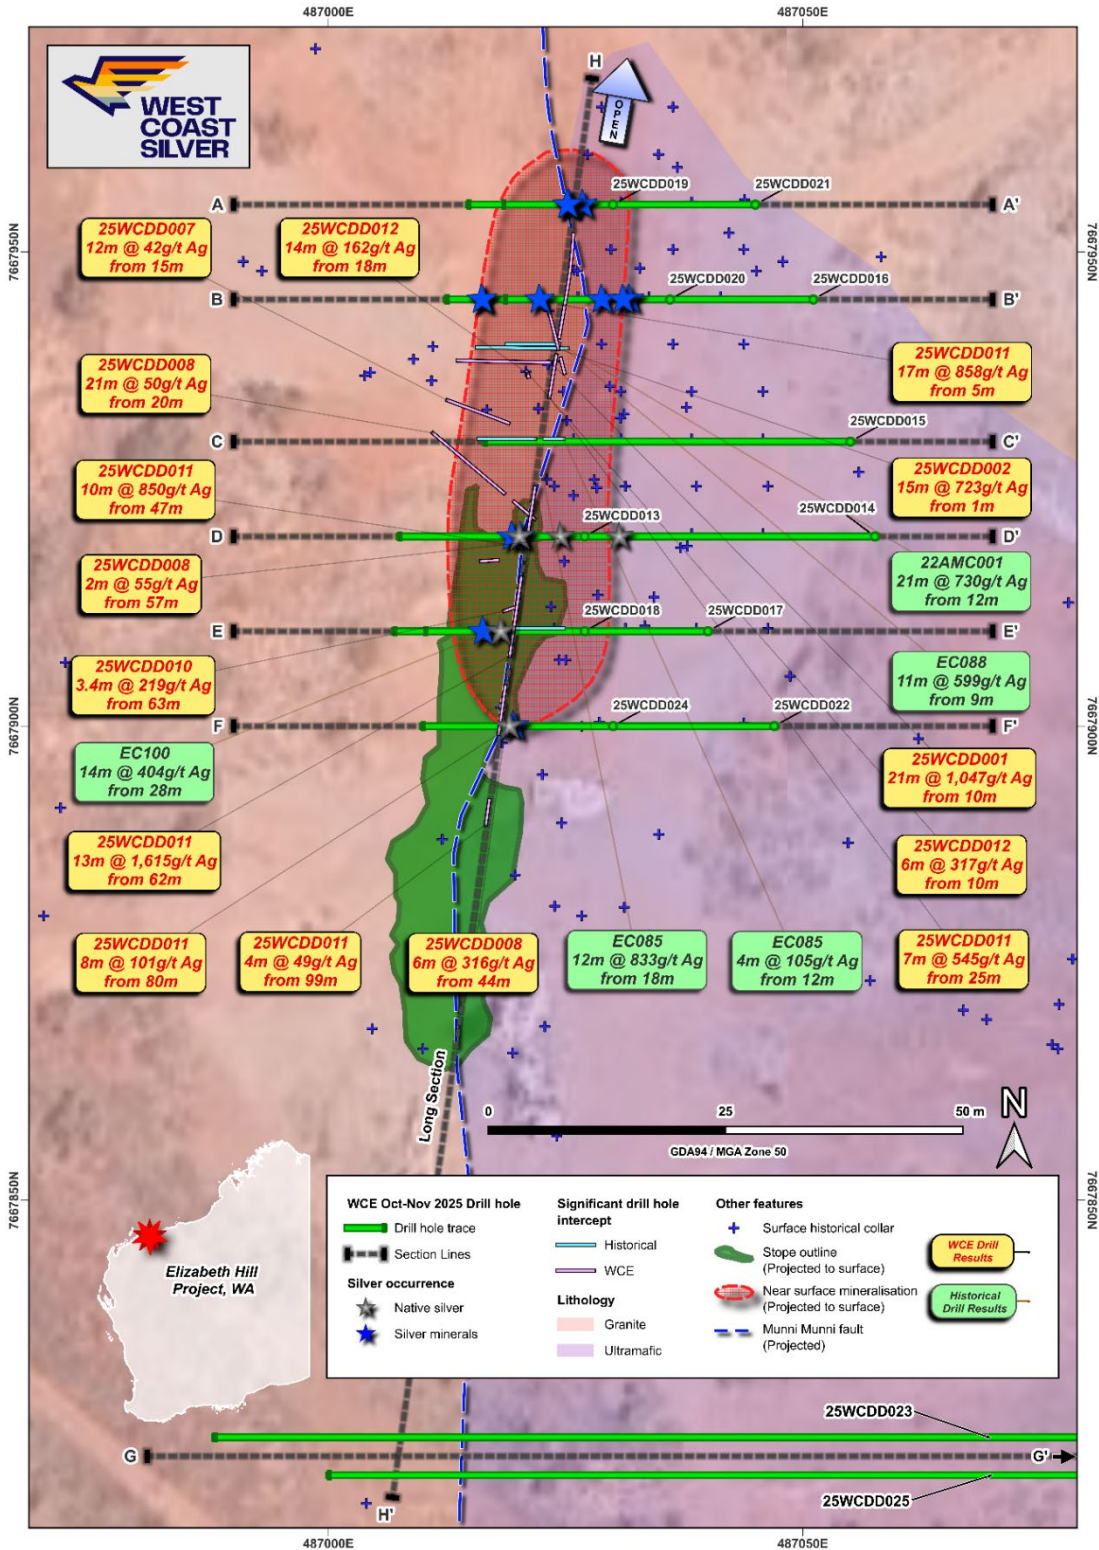 487000E
487050E
WEST
COAST
SILVER
H
OPEN
25WCDD019
25WCDD021
A
A'
25WCDD007
12m @ 42g/t Ag
from 15m
25WCDD012
14m @ 162g/t Ag
from 18m
7667950N
7667950N
25WCDD020
25WCDD016
B
B'
25WCDD011
17m @ 858g/t Ag
from 5m
25WCDD008
21m @ 50g/t Ag
from 20m
25WCDD015
C
C'
25WCDD011
10m @ 850g/t Ag
from 47m
25WCDD002
15m @ 723g/t Ag
from 1m
25WCDD013
25WCDD014
D
D'
25WCDD008
2m @ 55g/t Ag
from 57m
22AMC001
21m @ 730g/t Ag
from 12m
25WCDD018
25WCDD017
E
E'
25WCDD010
3.4m @ 219g/t Ag
from 63m
EC088
11m @ 599g/t Ag
from 9m
25WCDD024
25WCDD022
F
F'
7667900N
7667900N
EC100
14m @ 404g/t Ag
from 28m
25WCDD001
21m @ 1,047g/t Ag
from 10m
25WCDD011
13m @ 1,615g/t Ag
from 62m
25WCDD012
6m @ 317g/t Ag
from 10m
25WCDD011
8m @ 101g/t Ag
from 80m
25WCDD011
4m @ 49g/t Ag
from 99m
25WCDD008
6m @ 316g/t Ag
from 44m
EC085
12m @ 833g/t Ag
from 18m
EC085
4m @ 105g/t Ag
from 12m
25WCDD011
7m @ 545g/t Ag
from 25m
Long Section
0 25 50 m
GDA94 / MGA Zone 50
N
7667850N
7667850N
Elizabeth Hill
Project, WA
WCE Oct-Nov 2025 Drill hole
Drill hole trace
Section Lines
Silver occurrence
Native silver
Silver minerals
Significant drill hole
intercept
Historical
WCE
Lithology
Granite
Ultramafic
Other features
Surface historical collar
Stope outline
(Projected to surface)
Near surface mineralisation
(Projected to surface)
Munni Munni fault
(Projected)
WCE Drill
Results
Historical
Drill Results
25WCDD023
G
G'
25WCDD025
H'
487000E
487050E